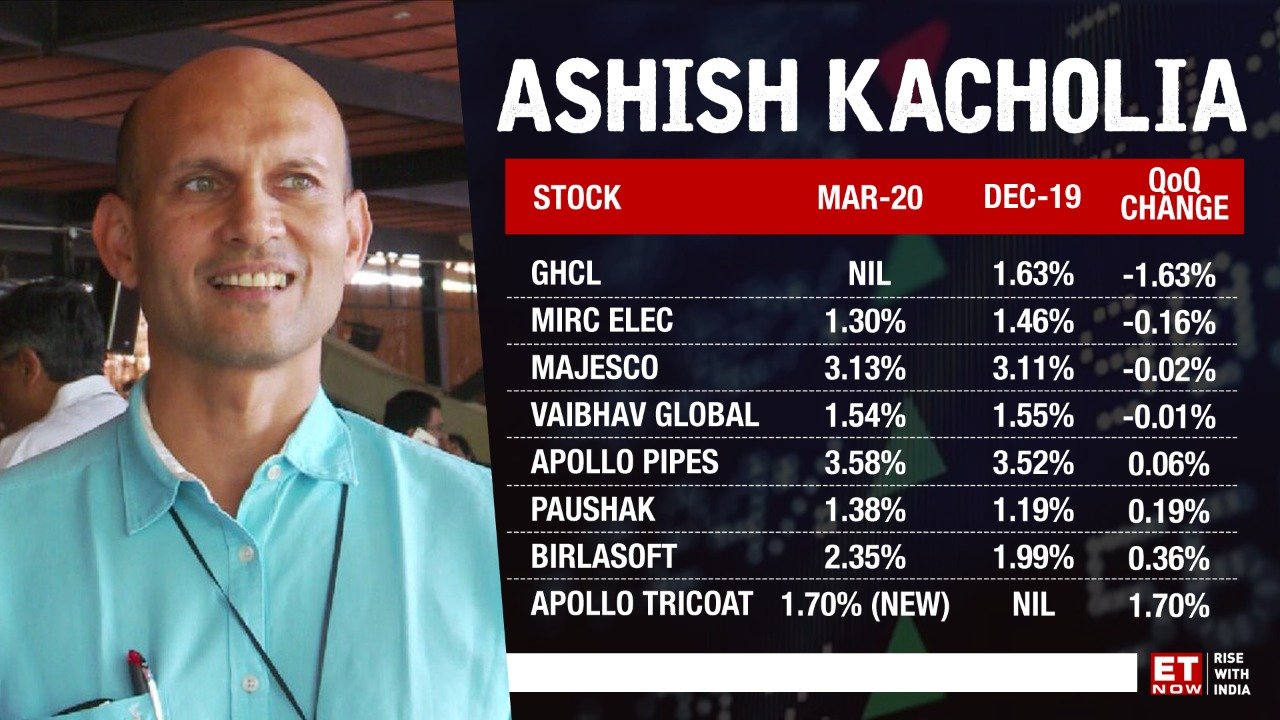 ASHISH KACHOLIA
STOCK MAR-20 DEC-19 QoQ CHANGE
GHCL NIL 1.63% -1.63%
MIRC ELEC 1.30% 1.46% -0.16%
MAJESCO 3.13% 3.11% -0.02%
VAIBHAV GLOBAL 1.54% 1.55% -0.01%
APOLLO PIPES 3.58% 3.52% 0.06%
PAUSHAK 1.38% 1.19% 0.19%
BIRLASOFT 2.35% 1.99% 0.36%
APOLLO TRICOAT 1.70% (NEW) NIL 1.70%
ET NOW
RISE
WITH
INDIA